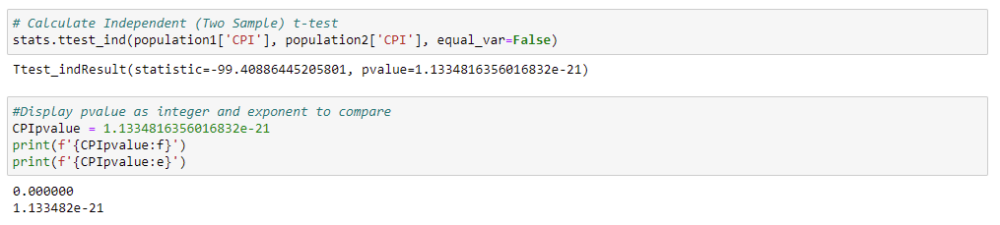 # Calculate Independent (Two Sample) t-test
stats.ttest_ind(population1['CPI'], population2['CPI'], equal_var=False)
Ttest_indResult(statistic=-99.40886445205801, pvalue=1.1334816356016832e-21)
#Display pvalue as integer and exponent to compare
CPIpvalue = 1.1334816356016832e-21
print(f'{CPIpvalue:f}')
print(f'{CPIpvalue:e}')
0.000000
1.133482e-21